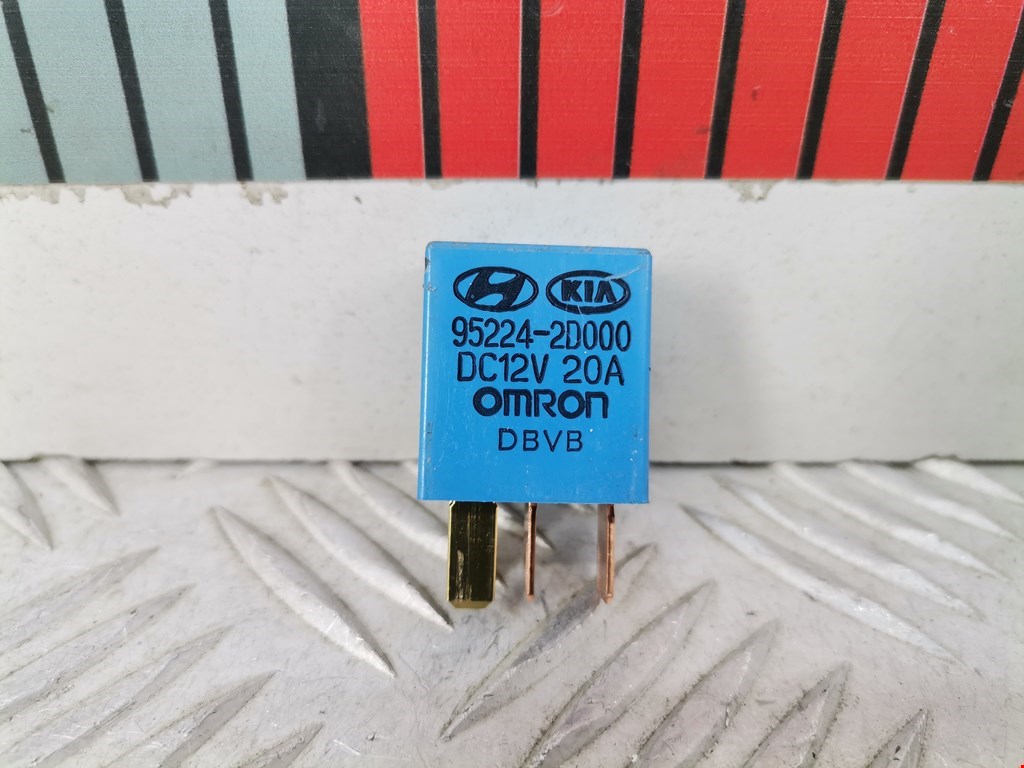 KIA
95224-2D000
DC12V 20A
OMRON
DBVB